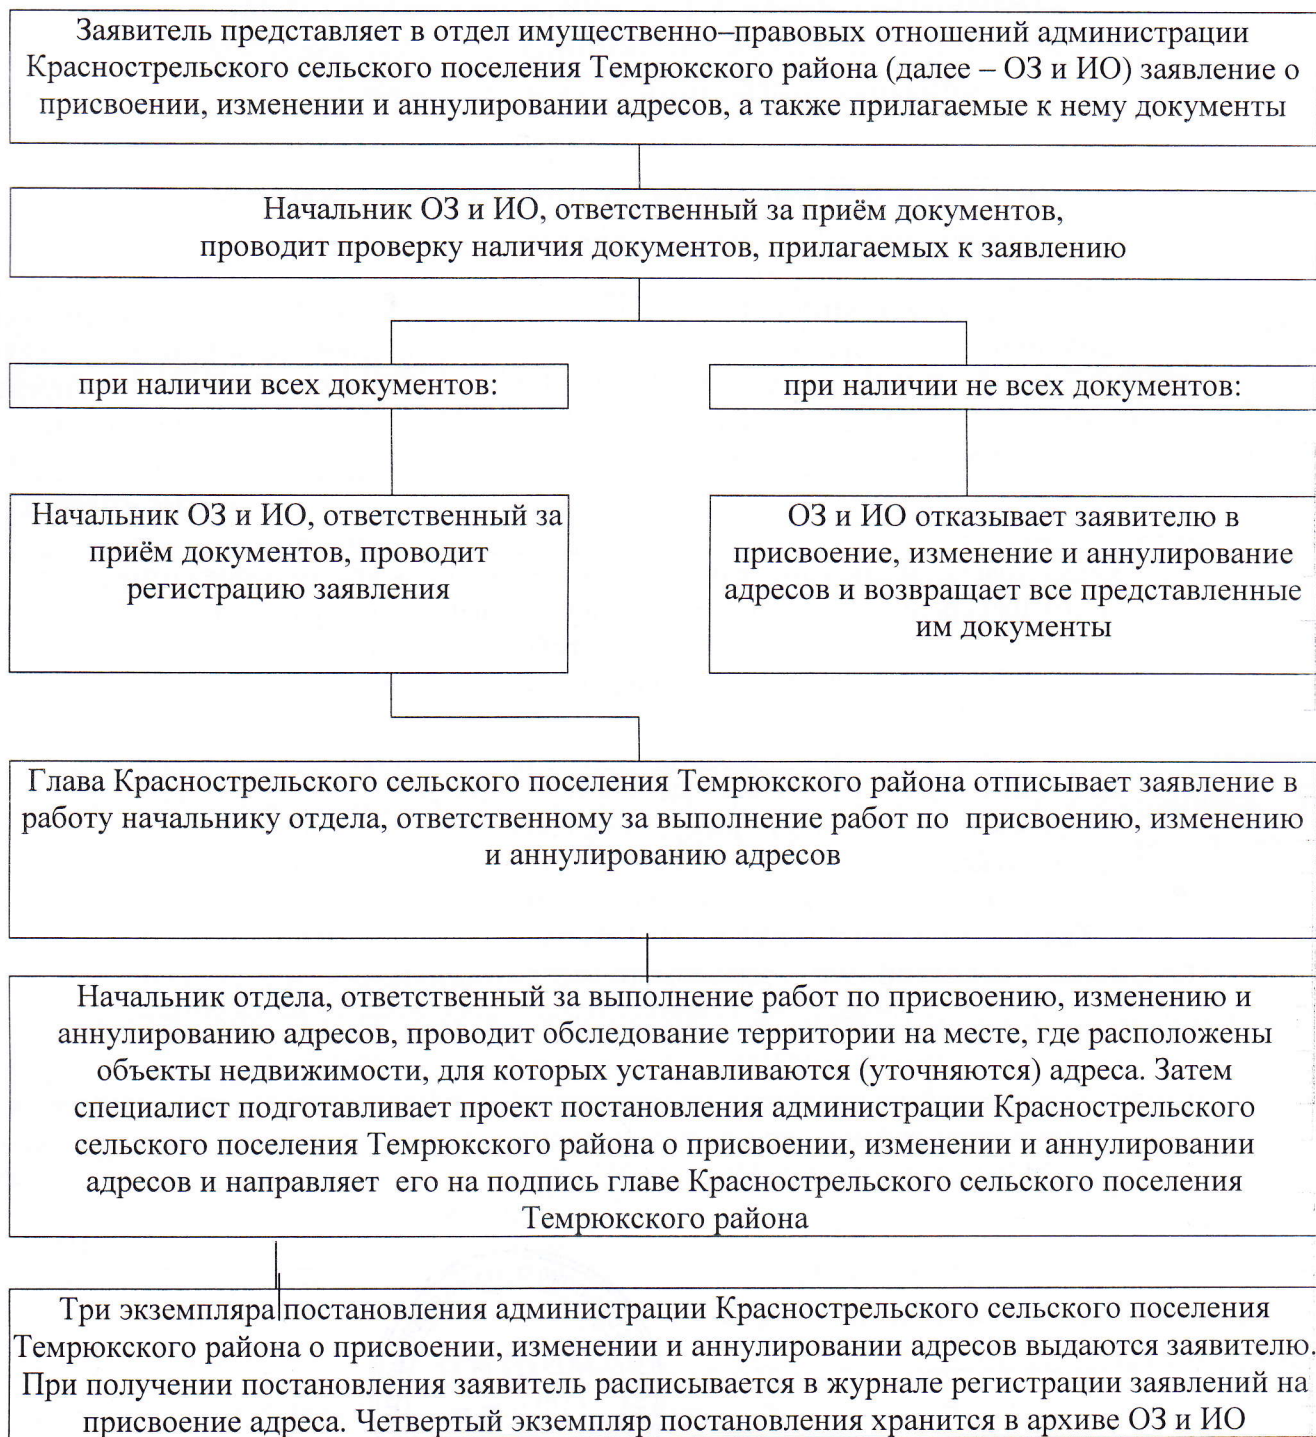 Заявитель представляет в отдел имущественно–правовых отношений администрации
Краснострельского сельского поселения Темрюкского района (далее – ОЗ и ИО) заявление о
присвоении, изменении и аннулировании адресов, а также прилагаемые к нему документы
Начальник ОЗ и ИО, ответственный за приём документов,
проводит проверку наличия документов, прилагаемых к заявлению
при наличии всех документов:
при наличии не всех документов:
Начальник ОЗ и ИО, ответственный за
приём документов, проводит
регистрацию заявления
ОЗ и ИО отказывает заявителю в
присвоение, изменение и аннулирование
адресов и возвращает все представленные
им документы
Глава Краснострельского сельского поселения Темрюкского района отписывает заявление в
работу начальнику отдела, ответственному за выполнение работ по присвоению, изменению
и аннулированию адресов
Начальник отдела, ответственный за выполнение работ по присвоению, изменению и
аннулированию адресов, проводит обследование территории на месте, где расположены
объекты недвижимости, для которых устанавливаются (уточняются) адреса. Затем
специалист подготавливает проект постановления администрации Краснострельского
сельского поселения Темрюкского района о присвоении, изменении и аннулировании
адресов и направляет его на подпись главе Краснострельского сельского поселения
Темрюкского района
Три экземпляра постановления администрации Краснострельского сельского поселения
Темрюкского района о присвоении, изменении и аннулировании адресов выдаются заявителю.
При получении постановления заявитель расписывается в журнале регистрации заявлений на
присвоение адреса. Четвертый экземпляр постановления хранится в архиве ОЗ и ИО